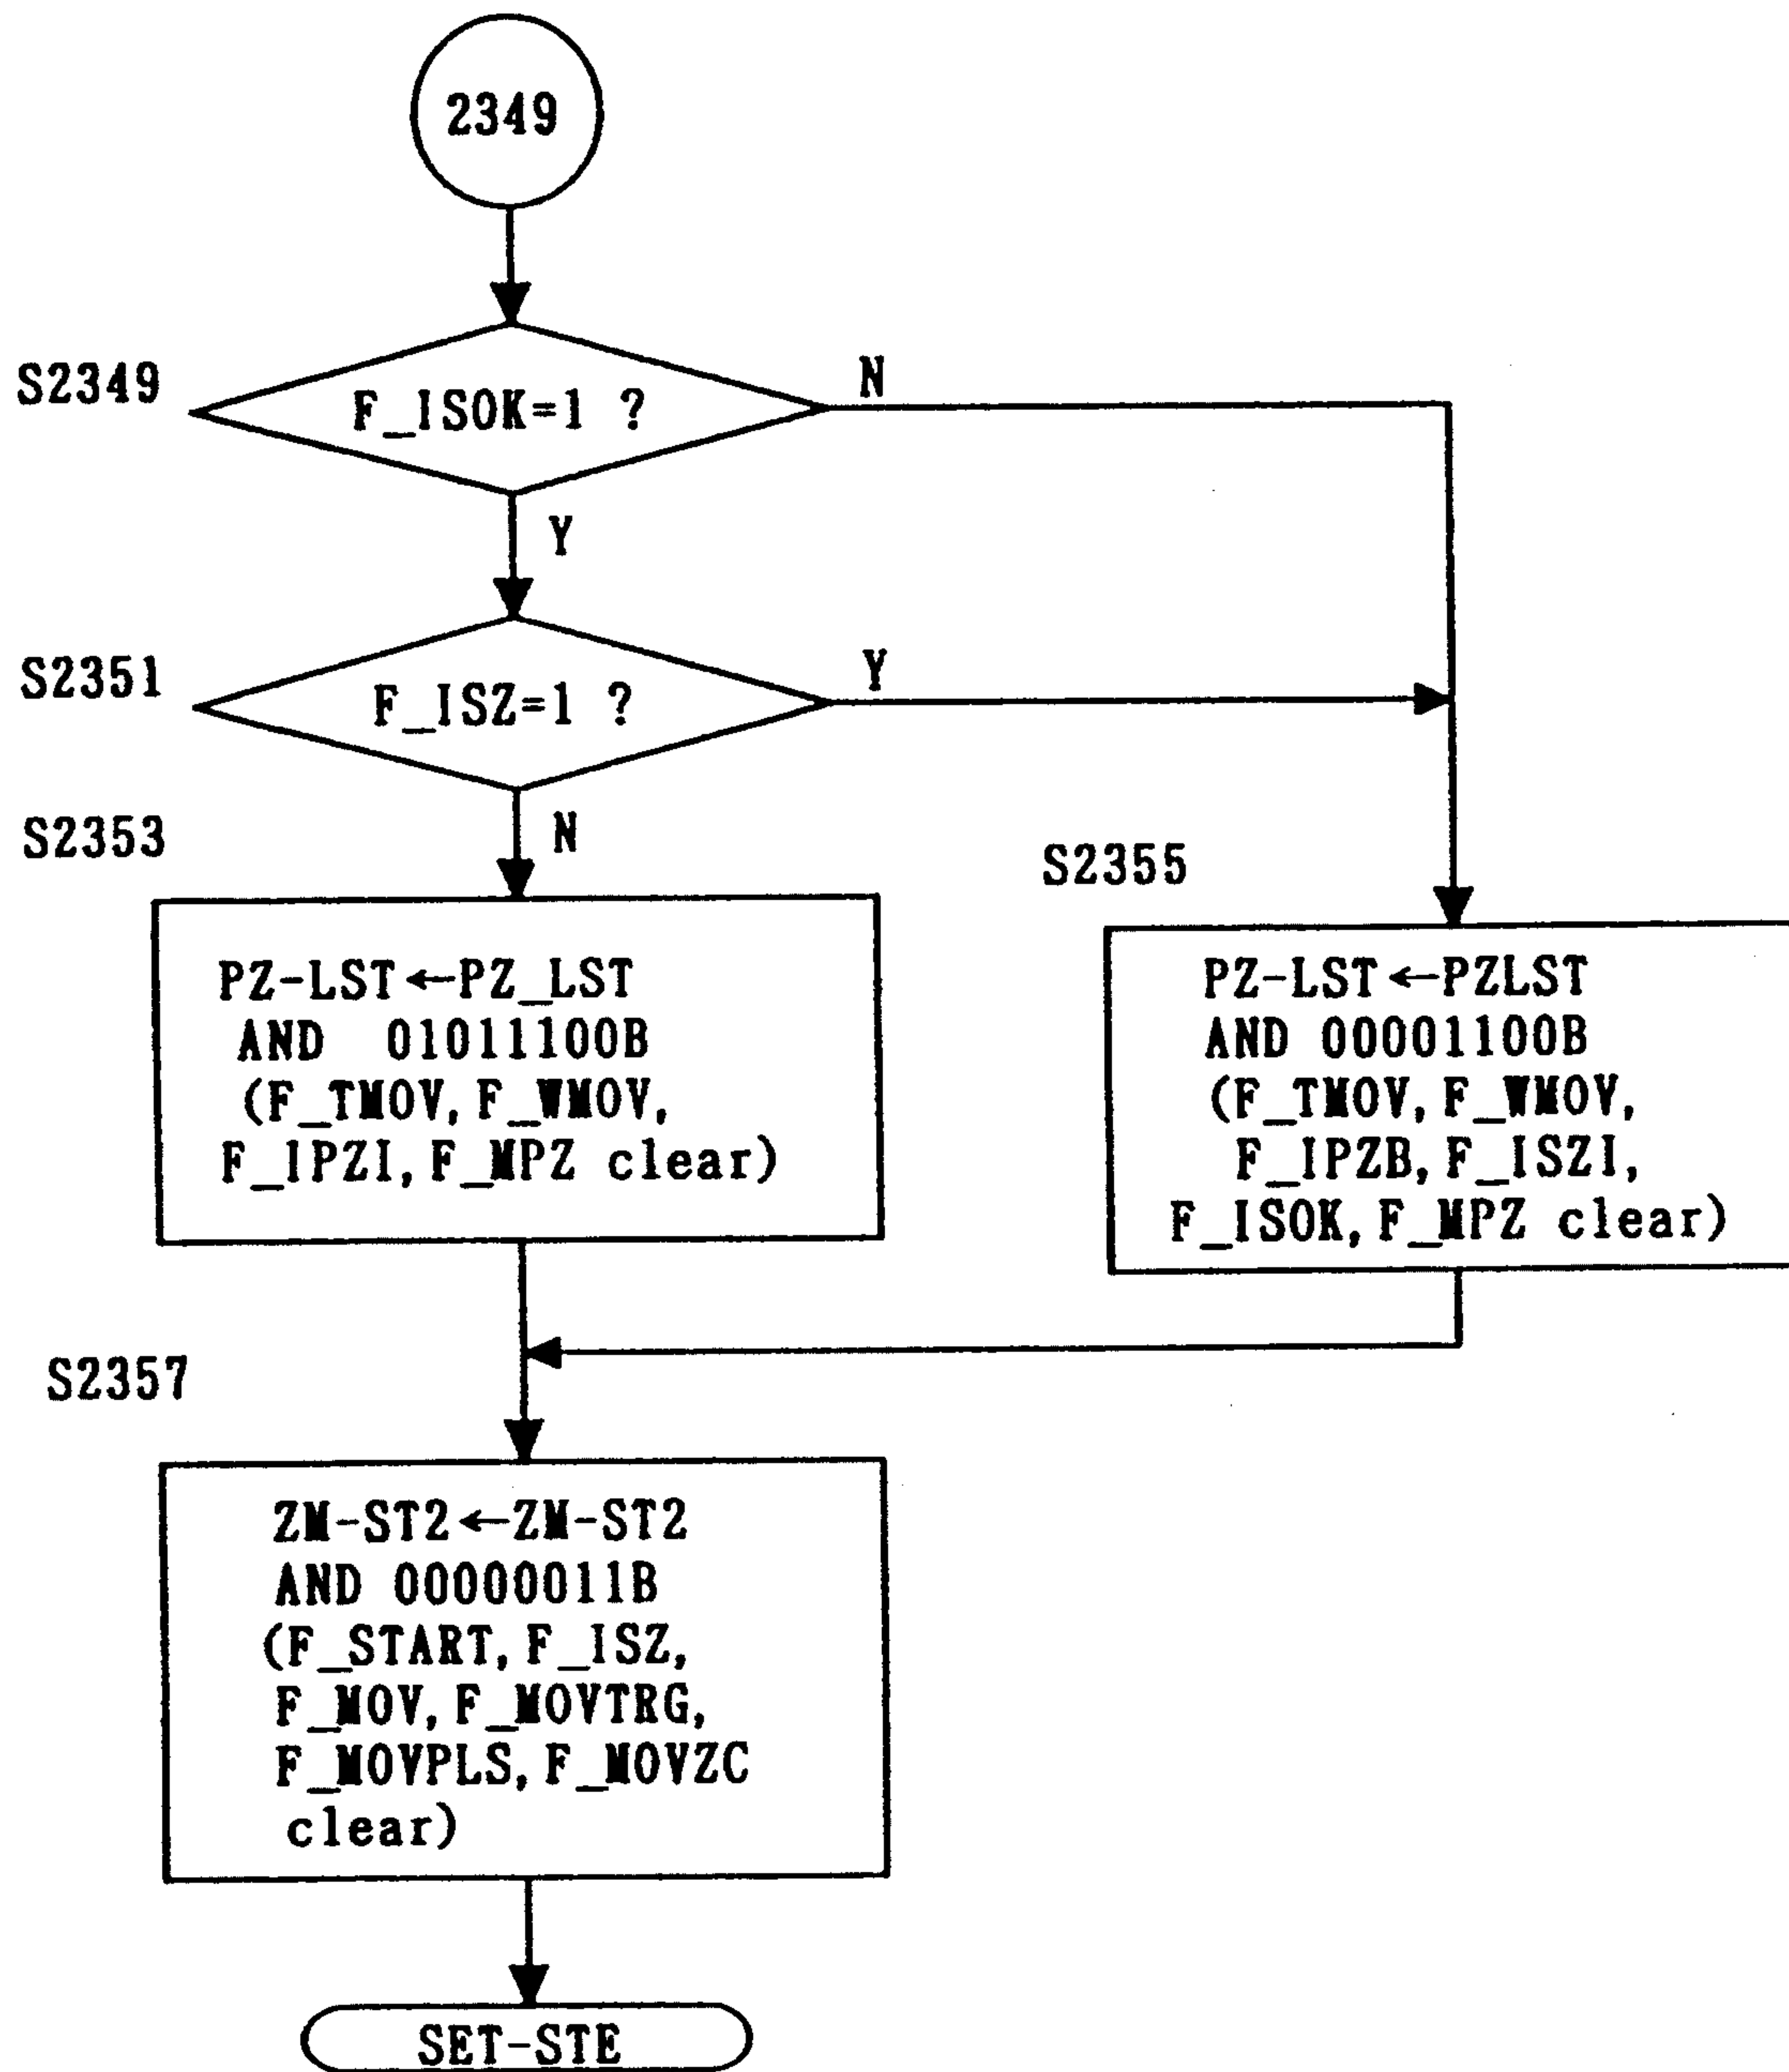 2349
S2349
F_ISOK=1 ?
N
Y
S2351
F_ISZ=1 ?
Y
S2353
N
S2355
PZ-LST←PZ_LST
AND 01011100B
(F_TMOV, F_WMOV,
F_IPZI, F_MPZ clear)
PZ-LST←PZLST
AND 00001100B
(F_TMOV, F_WMOV,
F_IPZB, F_ISZI,
F_ISOK, F_MPZ clear)
S2357
ZM-ST2←ZM-ST2
AND 00000011B
(F_START, F_ISZ,
F_MOV, F_MOVTRG,
F_MOVPLS, F_MOVZC
clear)
SET-STE